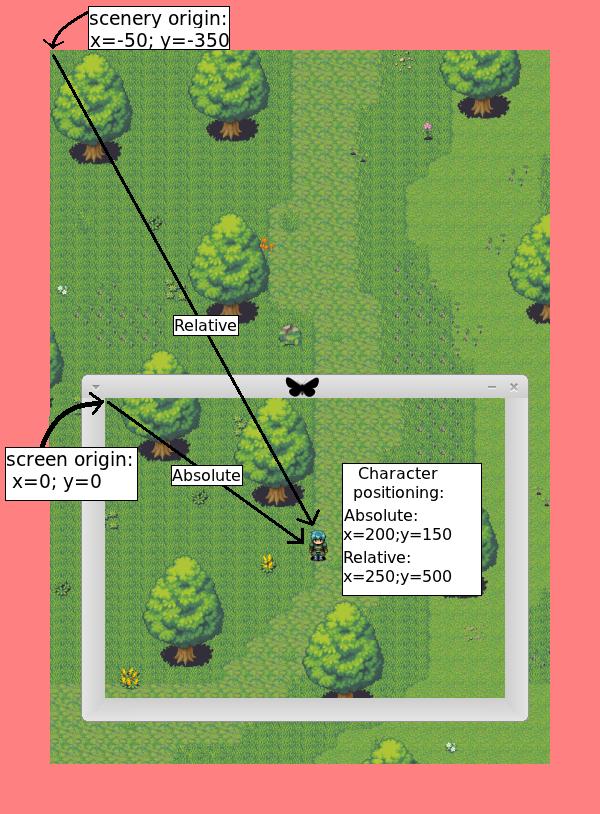 scenery origin:
x=-50; y=-350
Relative
screen origin:
x=0; y=0
Absolute
Character
positioning:
Absolute:
x=200;y=150
Relative:
x=250;y=500